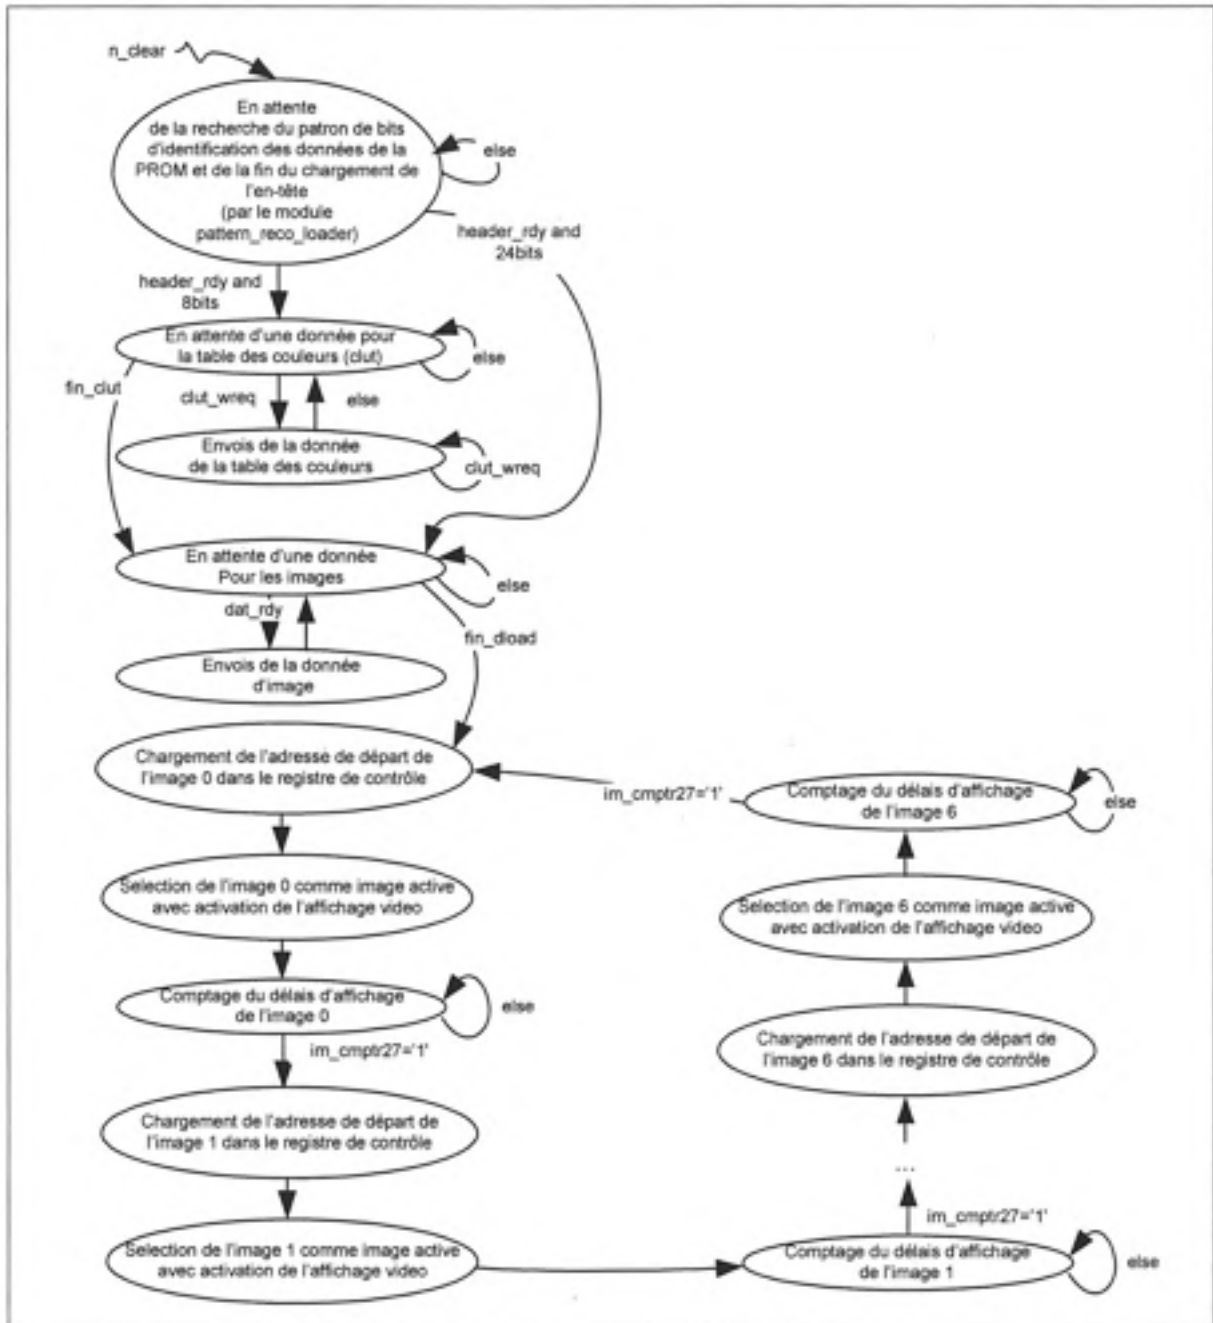 n_clear
En attente
de la recherche du patron de bits
d'identification des données de la
PROM et de la fin du chargement de
l'en-tête
(par le module
pattern_reco_loader)
else
header_rdy and
24bits
header_rdy and
8bits
En attente d'une donnée pour
la table des couleurs (clut)
else
fin_clut
clut_wreq
else
Envois de la donnée
de la table des couleurs
clut_wreq
En attente d'une donnée
Pour les images
else
dat_rdy
fin_dload
Envois de la donnée
d'image
Chargement de l'adresse de départ de
l'image 0 dans le registre de contrôle
Selection de l'image 0 comme image active
avec activation de l'affichage video
Comptage du délais d'affichage
de l'image 0
else
im_cmptr27='1'
Chargement de l'adresse de départ de
l'image 1 dans le registre de contrôle
Selection de l'image 1 comme image active
avec activation de l'affichage video
Comptage du délais d'affichage
de l'image 1
else
im_cmptr27='1'
...
Chargement de l'adresse de départ de
l'image 6 dans le registre de contrôle
Selection de l'image 6 comme image active
avec activation de l'affichage video
Comptage du délais d'affichage
de l'image 6
else
im_cmptr27='1'